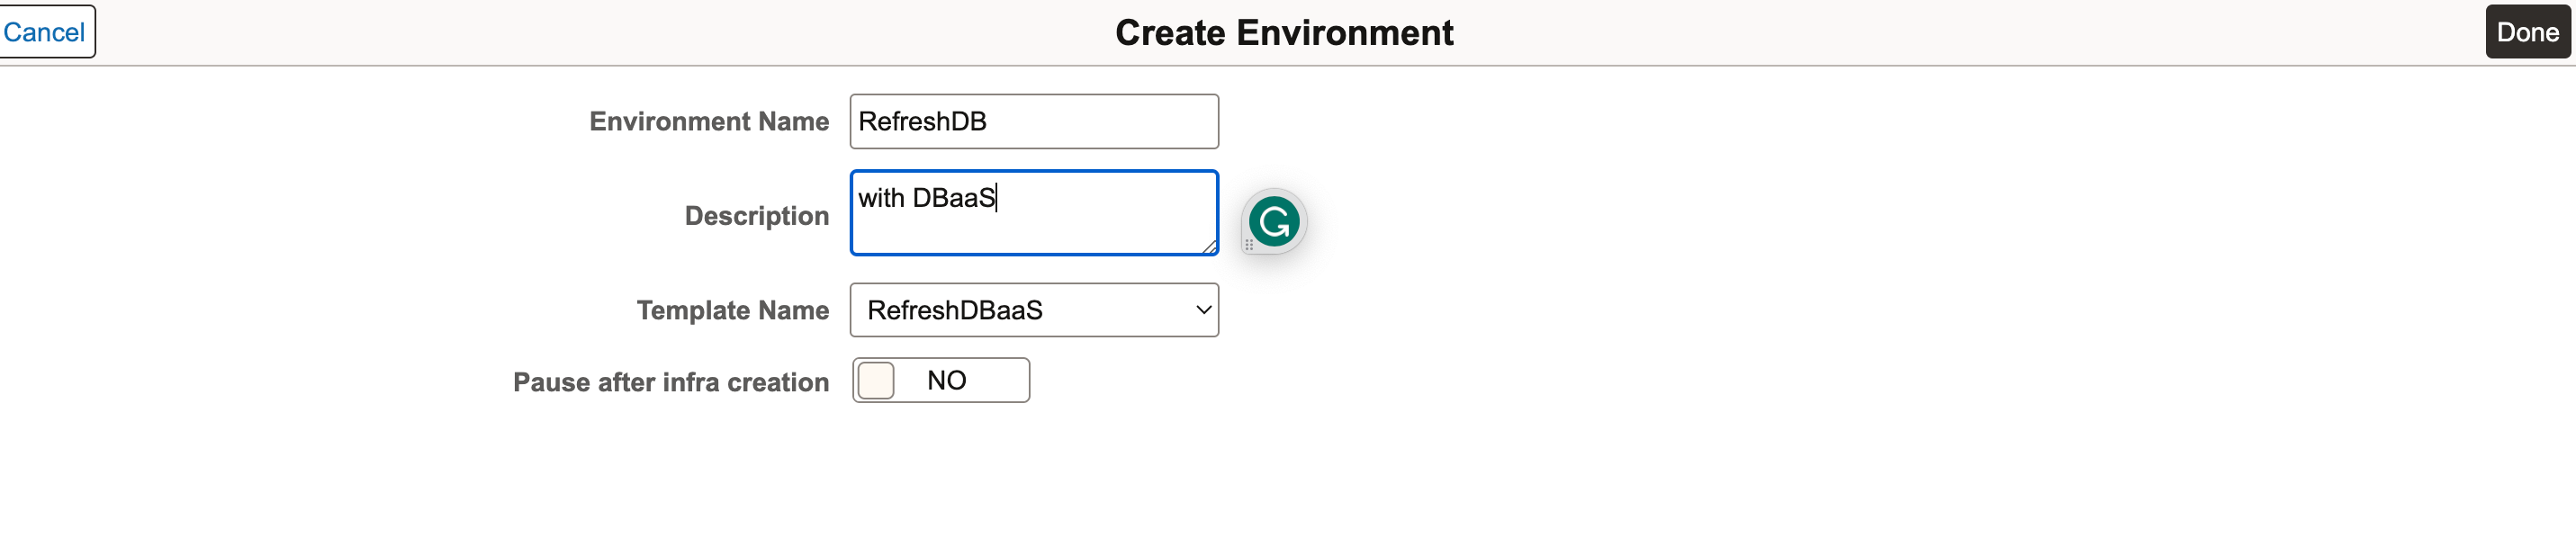 Cancel
Create Environment
Done
Environment Name
RefreshDB
Description
with DBaaS
Template Name
RefreshDBaaS
Pause after infra creation
NO